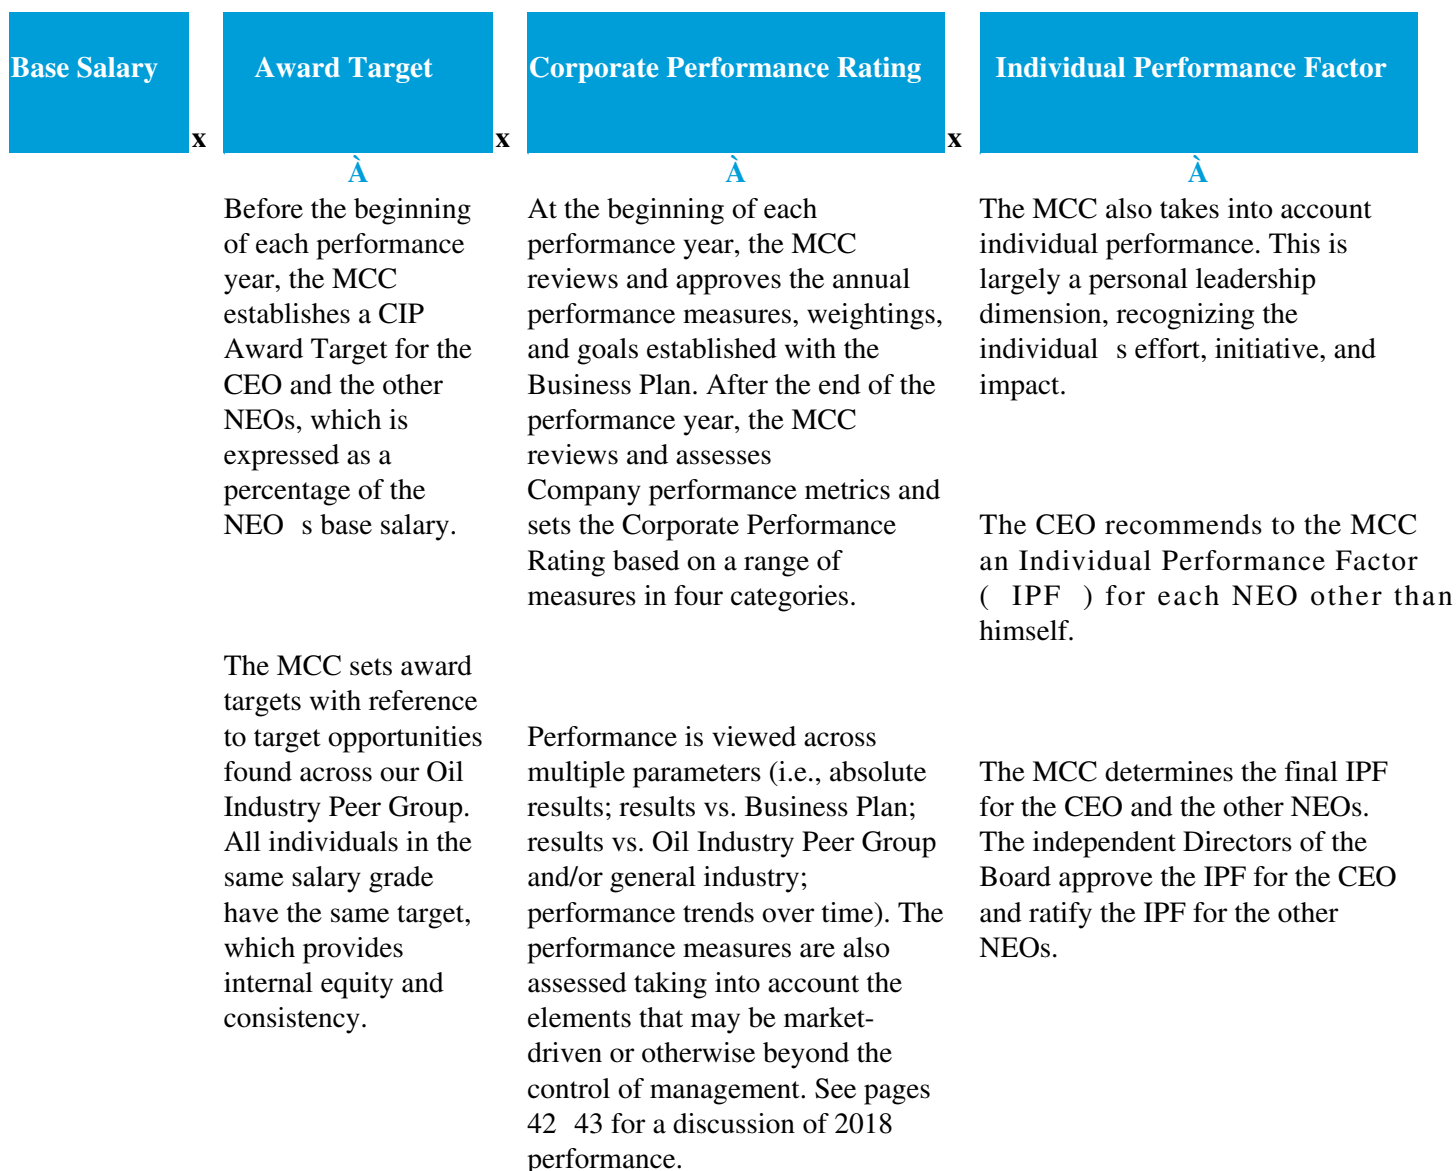 Base Salary
x
Award Target
x
Corporate Performance Rating
x
Individual Performance Factor
À
Before the beginning
of each performance
year, the MCC
establishes a CIP
Award Target for the
CEO and the other
NEOs, which is
expressed as a
percentage of the
NEO s base salary.
The MCC sets award
targets with reference
to target opportunities
found across our Oil
Industry Peer Group.
All individuals in the
same salary grade
have the same target,
which provides
internal equity and
consistency.
À
At the beginning of each
performance year, the MCC
reviews and approves the annual
performance measures, weightings,
and goals established with the
Business Plan. After the end of the
performance year, the MCC
reviews and assesses
Company performance metrics and
sets the Corporate Performance
Rating based on a range of
measures in four categories.
Performance is viewed across
multiple parameters (i.e., absolute
results; results vs. Business Plan;
results vs. Oil Industry Peer Group
and/or general industry;
performance trends over time). The
performance measures are also
assessed taking into account the
elements that may be market-
driven or otherwise beyond the
control of management. See pages
42 43 for a discussion of 2018
performance.
À
The MCC also takes into account
individual performance. This is
largely a personal leadership
dimension, recognizing the
individual s effort, initiative, and
impact.
The CEO recommends to the MCC
an Individual Performance Factor
( IPF ) for each NEO other than
himself.
The MCC determines the final IPF
for the CEO and the other NEOs.
The independent Directors of the
Board approve the IPF for the CEO
and ratify the IPF for the other
NEOs.